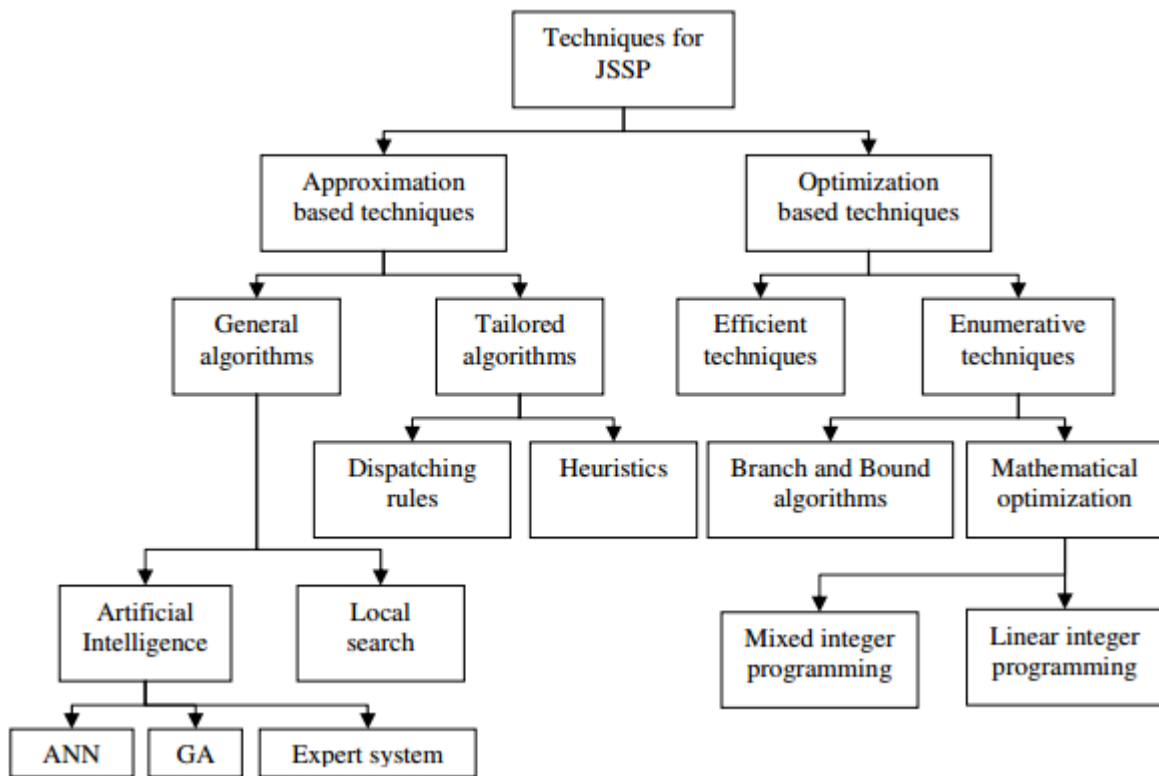 Techniques for
JSSP
Approximation
based techniques
Optimization
based techniques
General
algorithms
Tailored
algorithms
Efficient
techniques
Enumerative
techniques
Dispatching
rules
Heuristics
Branch and Bound
algorithms
Mathematical
optimization
Artificial
Intelligence
Local
search
Mixed integer
programming
Linear integer
programming
ANN
GA
Expert system